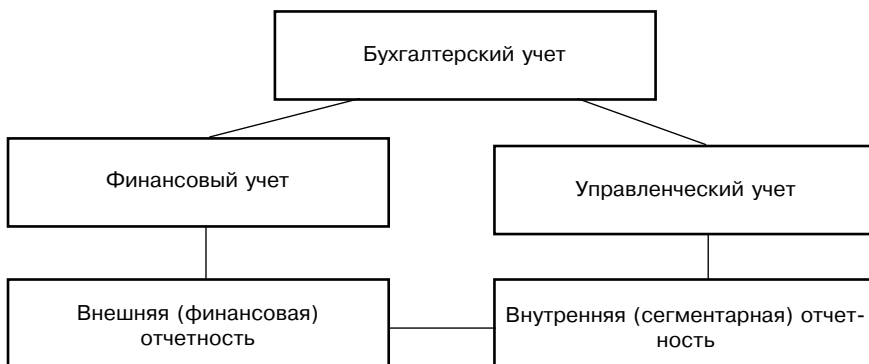 Бухгалтерский учет
Финансовый учет
Управленческий учет
Внешняя (финансовая)
отчетность
Внутренняя (сегментарная) отчет-
ность